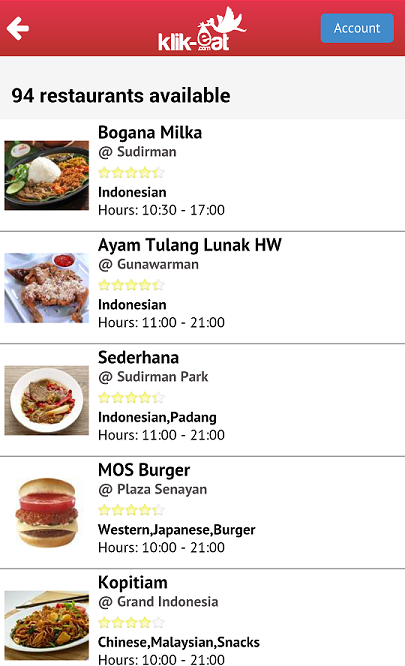 klik-eat
.com
Account
94 restaurants available
Bogana Milka
@ Sudirman
Indonesian
Hours: 10:30 - 17:00
Ayam Tulang Lunak HW
@ Gunawarman
Indonesian
Hours: 11:00 - 21:00
Sederhana
@ Sudirman Park
Indonesian,Padang
Hours: 11:00 - 21:00
MOS Burger
@ Plaza Senayan
Western,Japanese,Burger
Hours: 10:00 - 21:00
Kopitiam
@ Grand Indonesia
Chinese,Malaysian,Snacks
Hours: 10:00 - 21:00